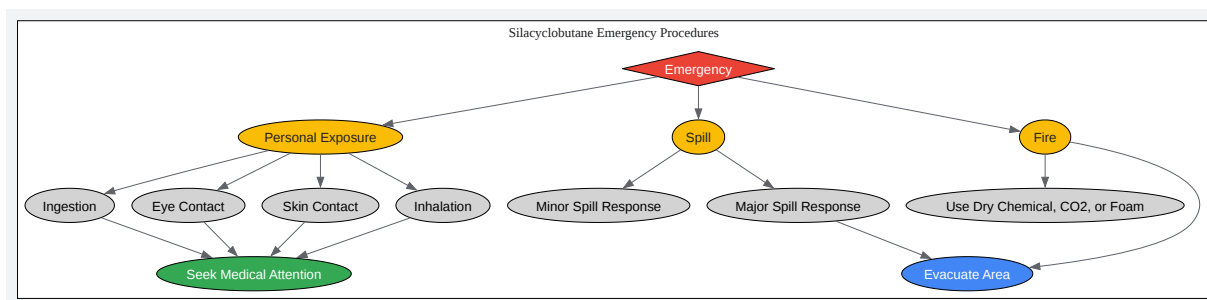 Silacyclobutane Emergency Procedures
Emergency
Personal Exposure
Spill
Fire
Ingestion
Eye Contact
Skin Contact
Inhalation
Minor Spill Response
Major Spill Response
Use Dry Chemical, CO2, or Foam
Seek Medical Attention
Evacuate Area